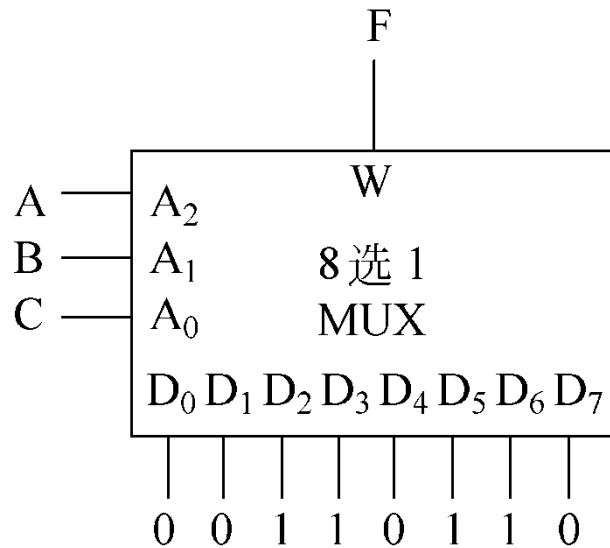 F
W
A A₂
B A₁ 8选1
C A₀ MUX
D₀ D₁ D₂ D₃ D₄ D₅ D₆ D₇
0 0 1 1 0 1 1 0